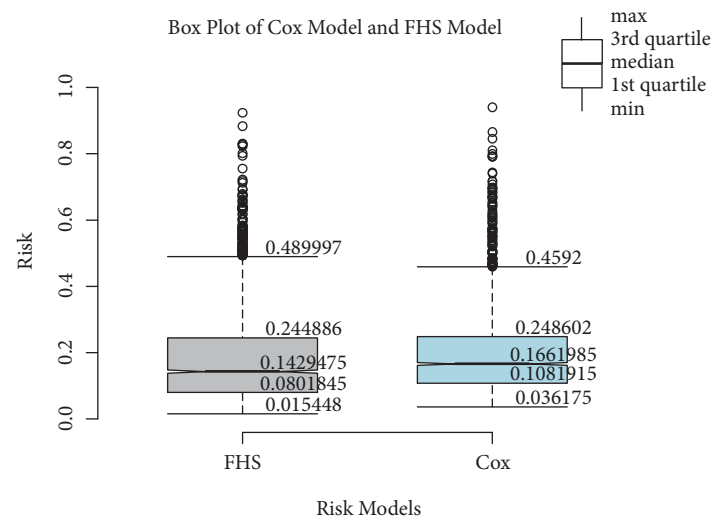 Box Plot of Cox Model and FHS Model
max
3rd quartile
median
1st quartile
min
1.0
0.8
0.6
0.4
0.2
0.0
Risk
0.489997
0.244886
0.1429475
0.0801845
0.015448
0.4592
0.248602
0.1661985
0.1081915
0.036175
FHS
Cox
Risk Models